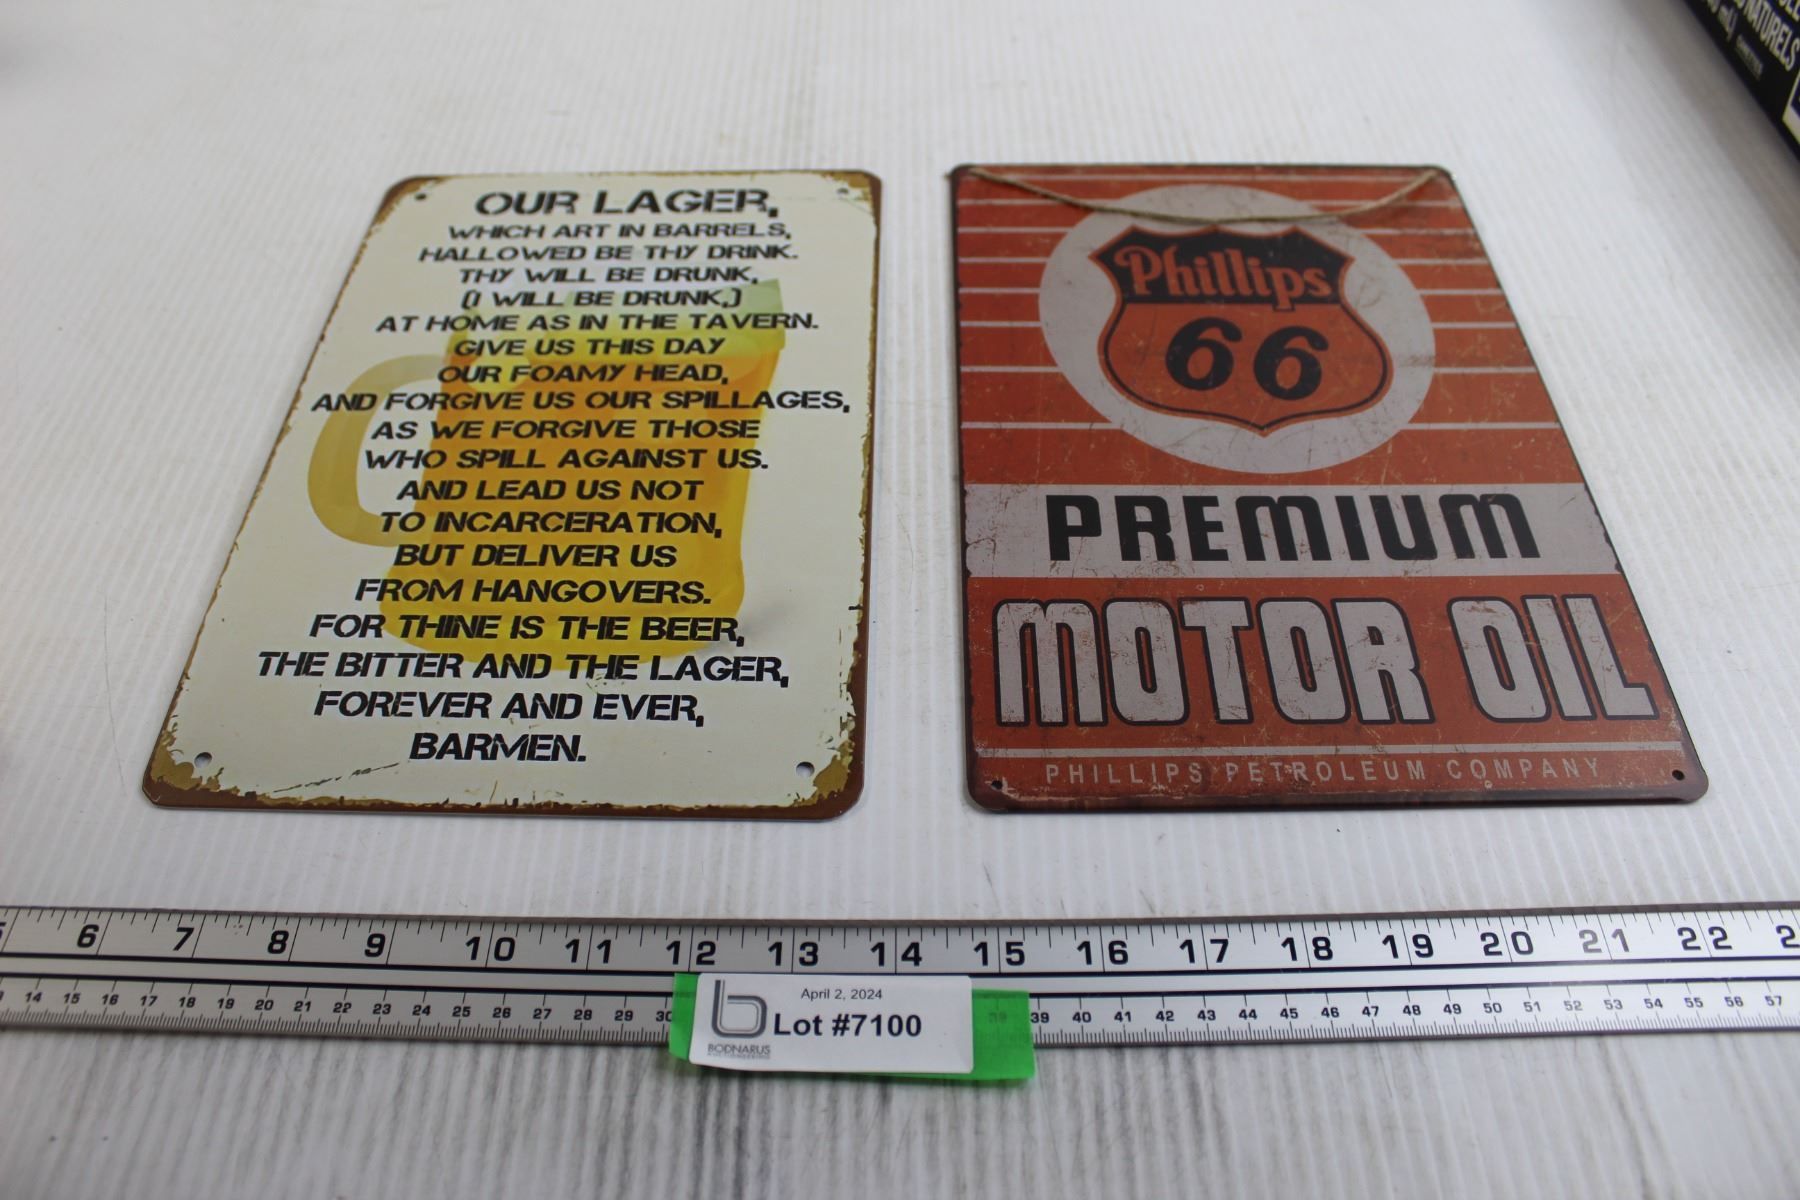 OUR LAGER,
WHICH ART IN BARRELS,
HALLOWED BE THY DRINK.
THY WILL BE DRUNK,
(I WILL BE DRUNK,)
AT HOME AS IN THE TAVERN.
GIVE US THIS DAY
OUR FOAMY HEAD,
AND FORGIVE US OUR SPILLAGES,
AS WE FORGIVE THOSE
WHO SPILL AGAINST US.
AND LEAD US NOT
TO INCARCERATION,
BUT DELIVER US
FROM HANGOVERS.
FOR THINE IS THE BEER,
THE BITTER AND THE LAGER,
FOREVER AND EVER,
BARMEN.
Phillips
66
PREMIUM
MOTOR OIL
PHILLIPS PETROLEUM COMPANY
NATURELS
6 7 8 9 10 11 12 13 14 15 16 17 18 19 20 21 22
14 15 16 17 18 19 20 21 22 23 24 25 26 27 28 29 30 39 40 41 42 43 44 45 46 47 48 49 50 51 52 53 54 55 56 57
April 2, 2024
Lot #7100
BODNARUS
AUCTIONEERING